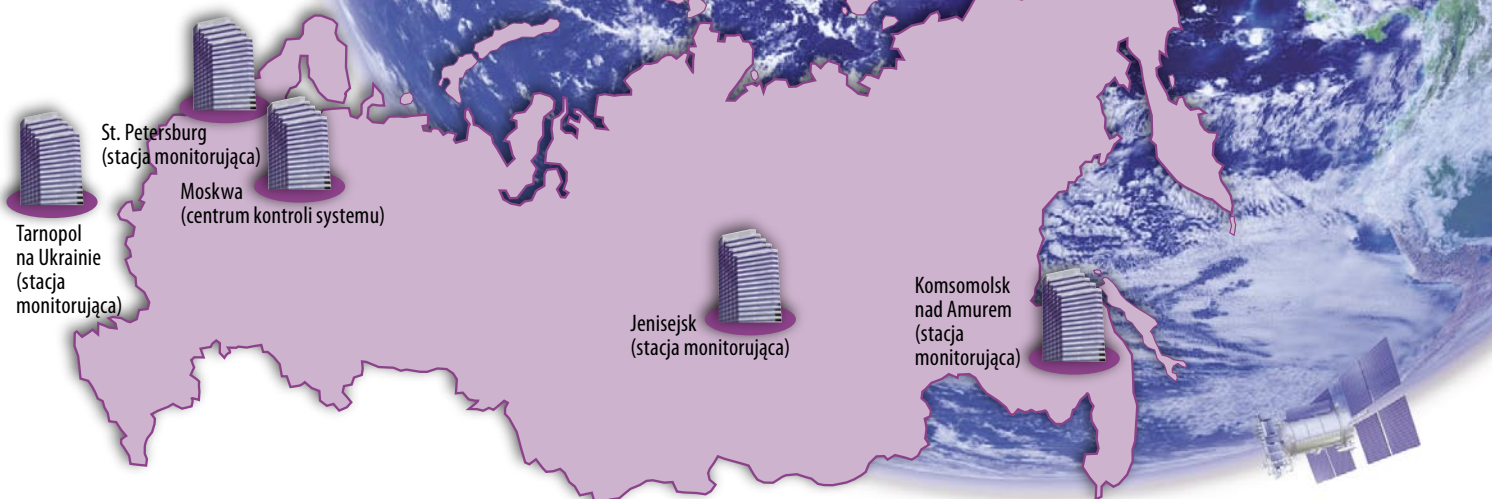 St. Petersburg
(stacja monitorująca)
Moskwa
(centrum kontroli systemu)
Tarnopol
na Ukrainie
(stacja
monitorująca)
Jenisejsk
(stacja monitorująca)
Komsomolsk
nad Amurem
(stacja
monitorująca)